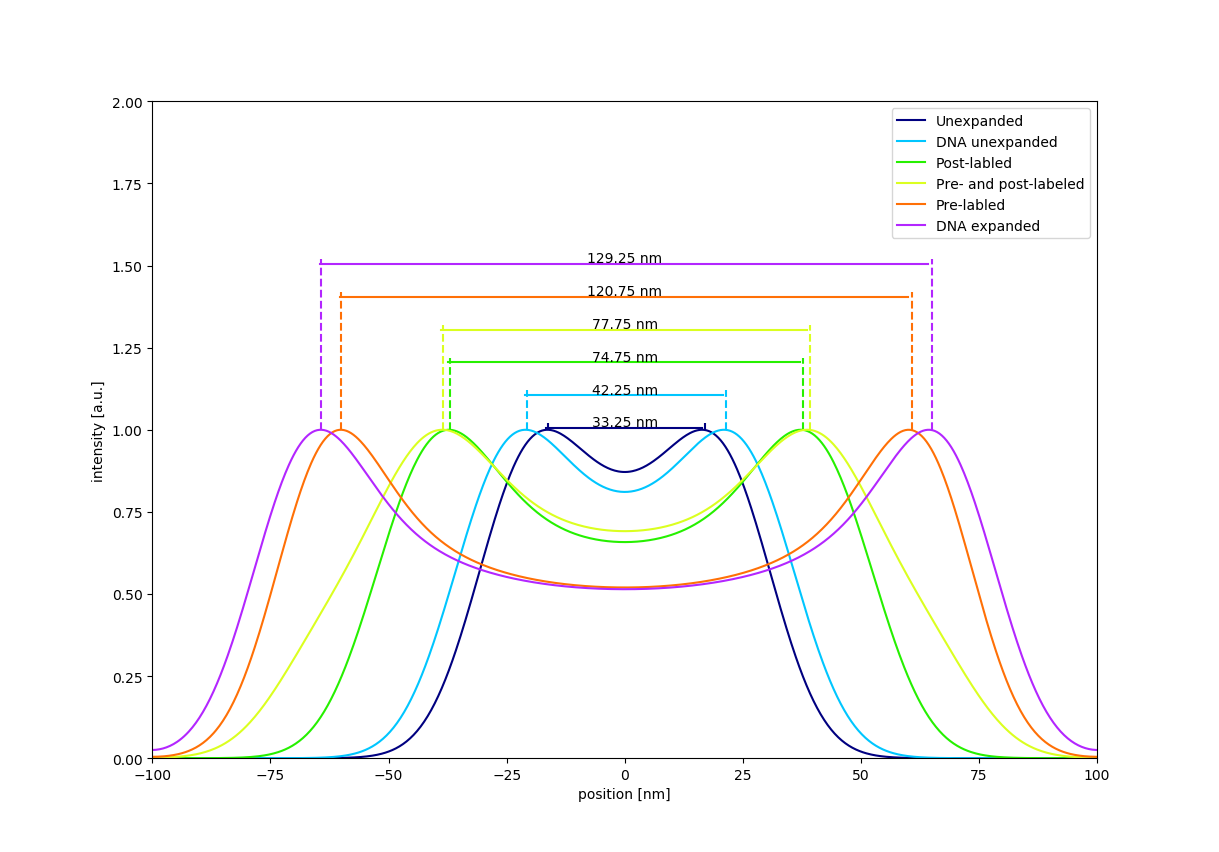 2.00
1.75
1.50
1.25
1.00
0.75
0.50
0.25
0.00
intensity [a.u.]
Unexpanded
DNA unexpanded
Post-labled
Pre- and post-labeled
Pre-labled
DNA expanded
129.25 nm
120.75 nm
77.75 nm
74.75 nm
42.25 nm
33.25 nm
−100
−75
−50
−25
0
25
50
75
100
position [nm]